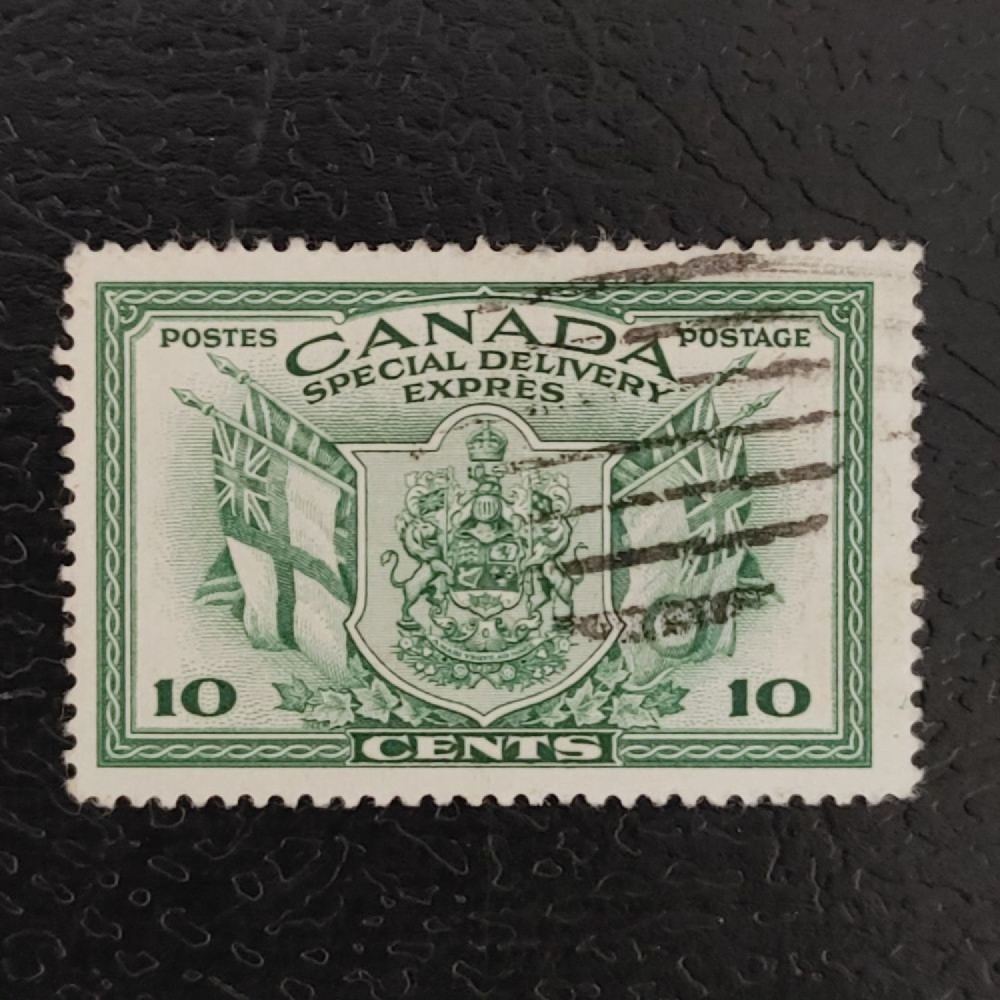 POSTES
CANADA
POSTAGE
SPECIAL DELIVERY
EXPRÈS
10
10
CENTS